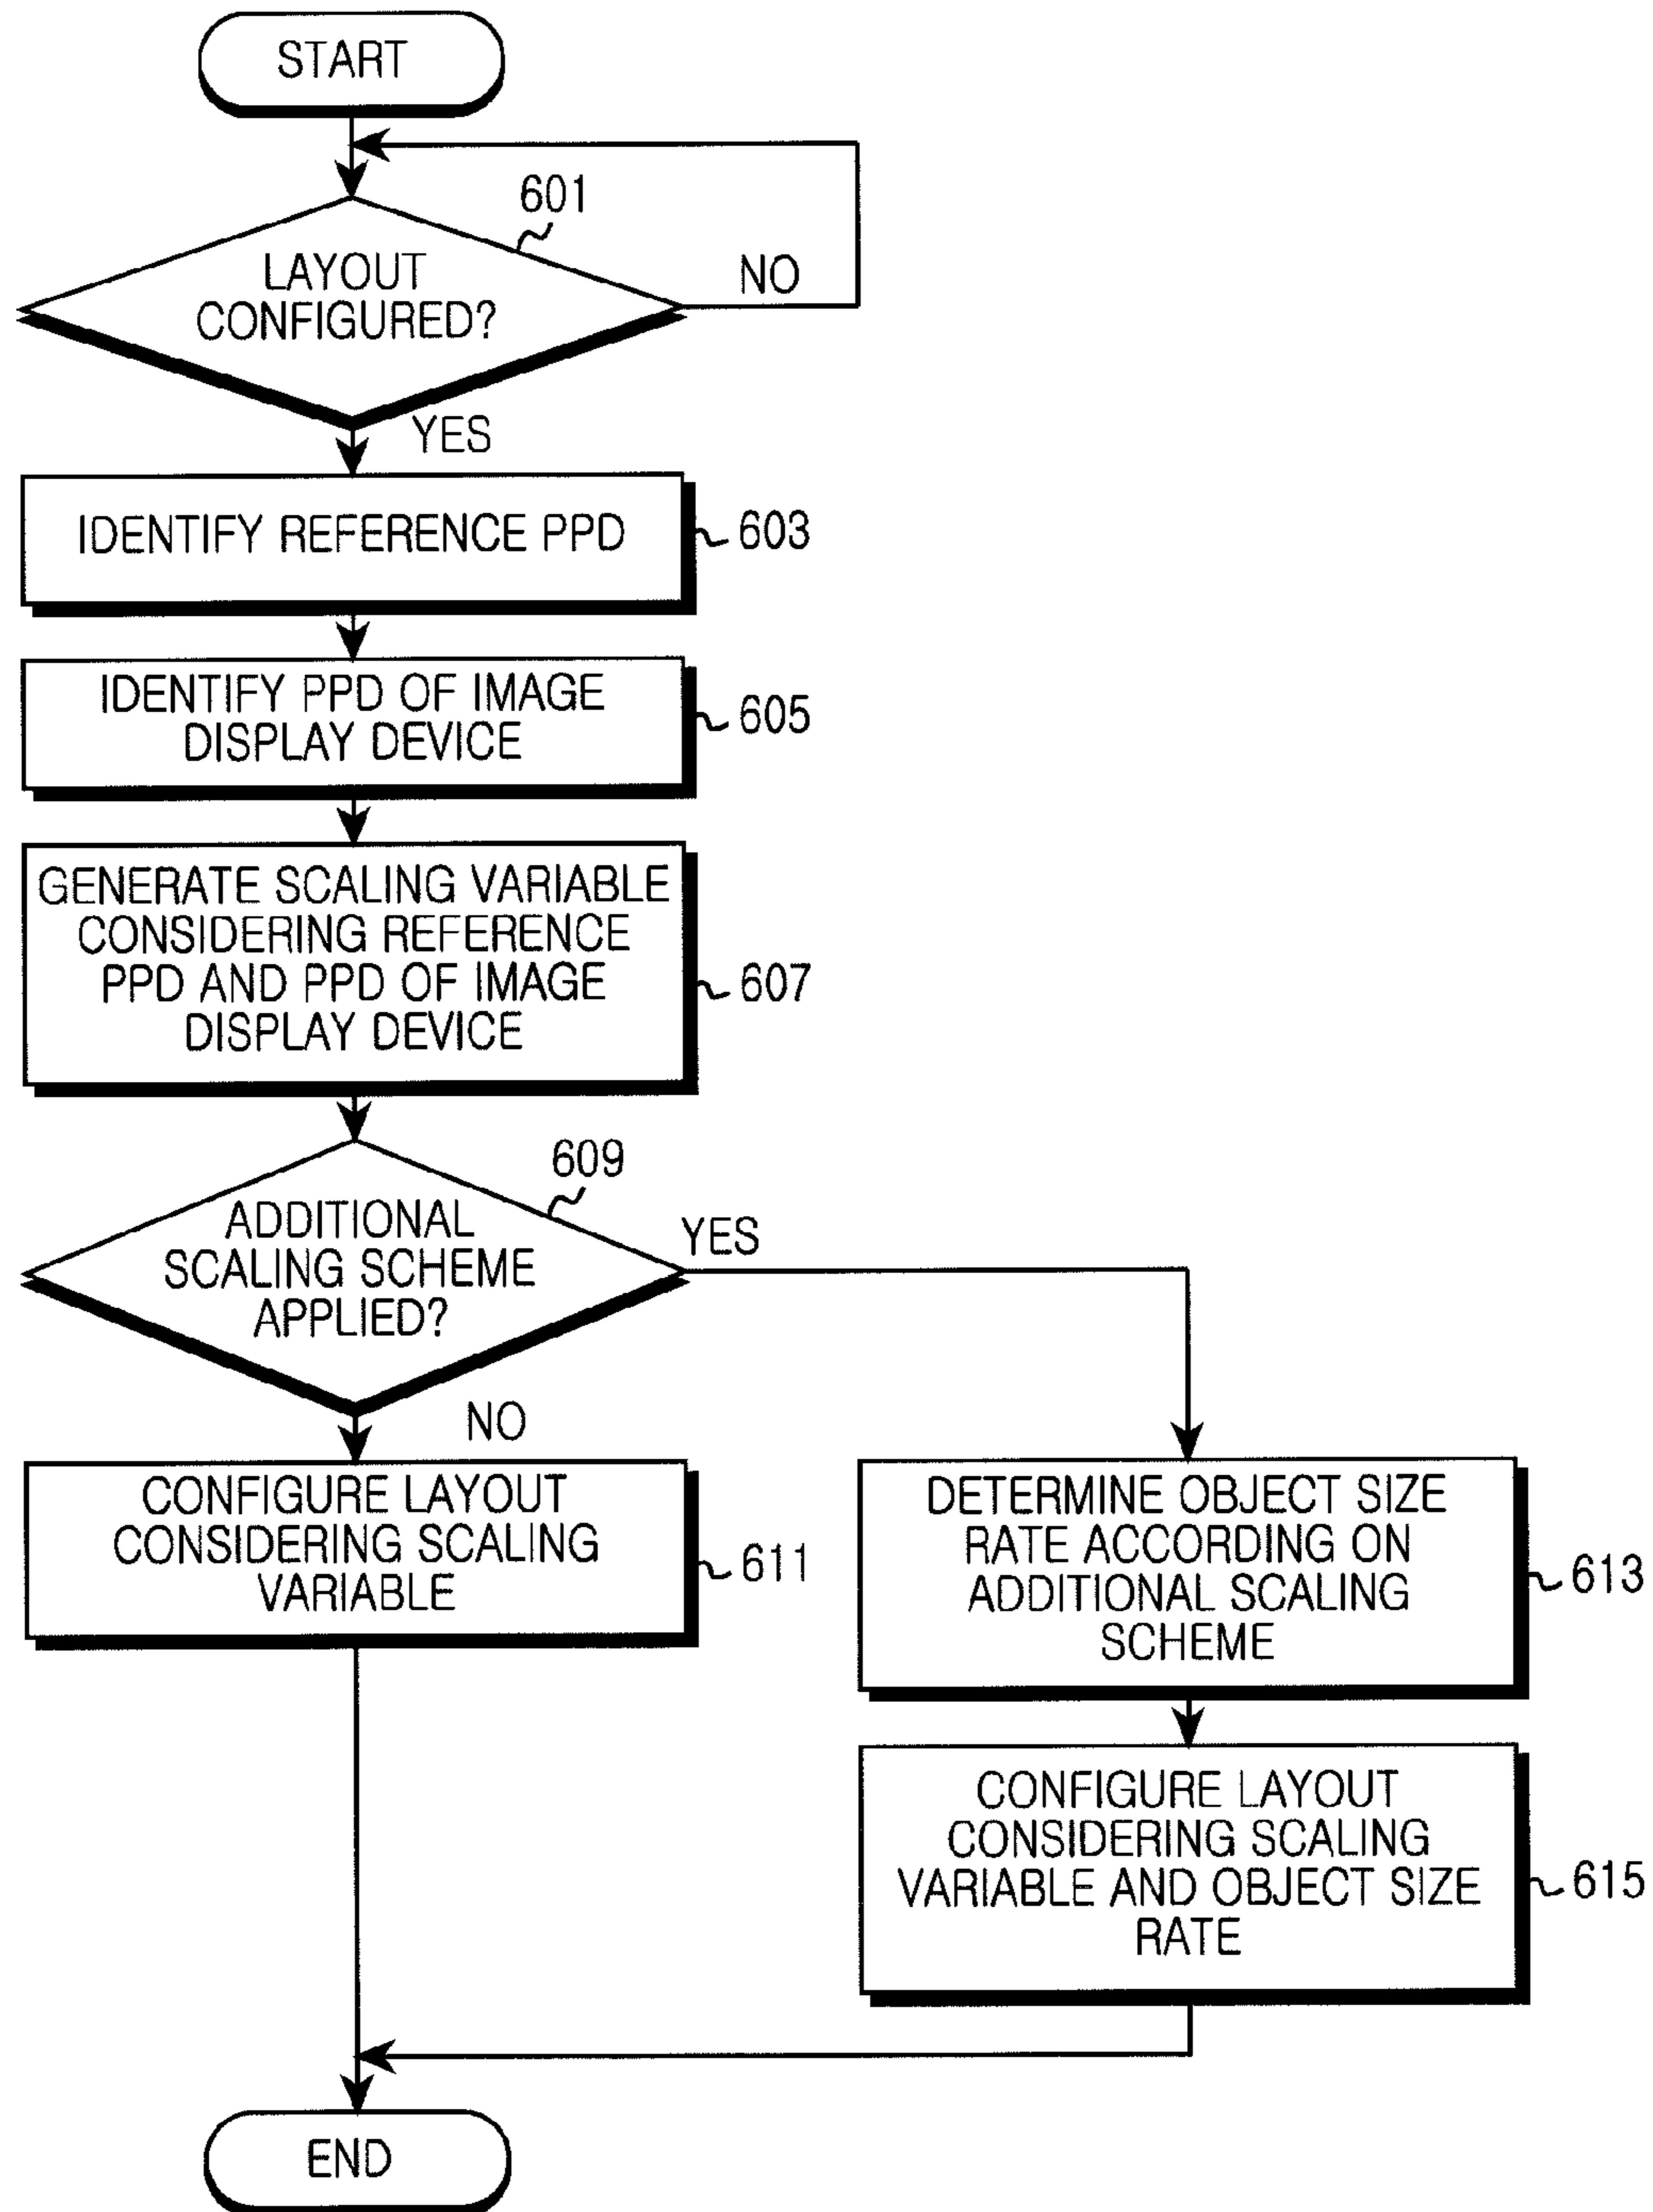 START
601
LAYOUT
CONFIGURED?
NO
YES
IDENTIFY REFERENCE PPD
603
IDENTIFY PPD OF IMAGE
DISPLAY DEVICE
605
GENERATE SCALING VARIABLE
CONSIDERING REFERENCE
PPD AND PPD OF IMAGE
DISPLAY DEVICE
607
609
ADDITIONAL
SCALING SCHEME
APPLIED?
YES
NO
CONFIGURE LAYOUT
CONSIDERING SCALING
VARIABLE
611
DETERMINE OBJECT SIZE
RATE ACCORDING ON
ADDITIONAL SCALING
SCHEME
613
CONFIGURE LAYOUT
CONSIDERING SCALING
VARIABLE AND OBJECT SIZE
RATE
615
END